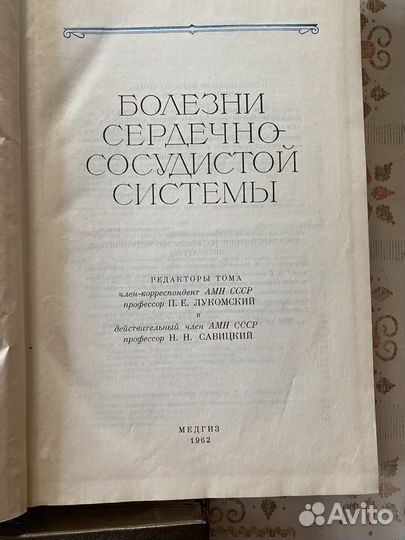 БОЛЕЗНИ
СЕРДЕЧНО-
СОСУДИСТОЙ
СИСТЕМЫ
РЕДАКТОРЫ ТОМА
член-корреспондент АМН СССР
профессор П. Е. ЛУКОМСКИЙ
и
действительный член АМН СССР
профессор Н. Н. САВИЦКИЙ
МЕДГИЗ
1962
Avito